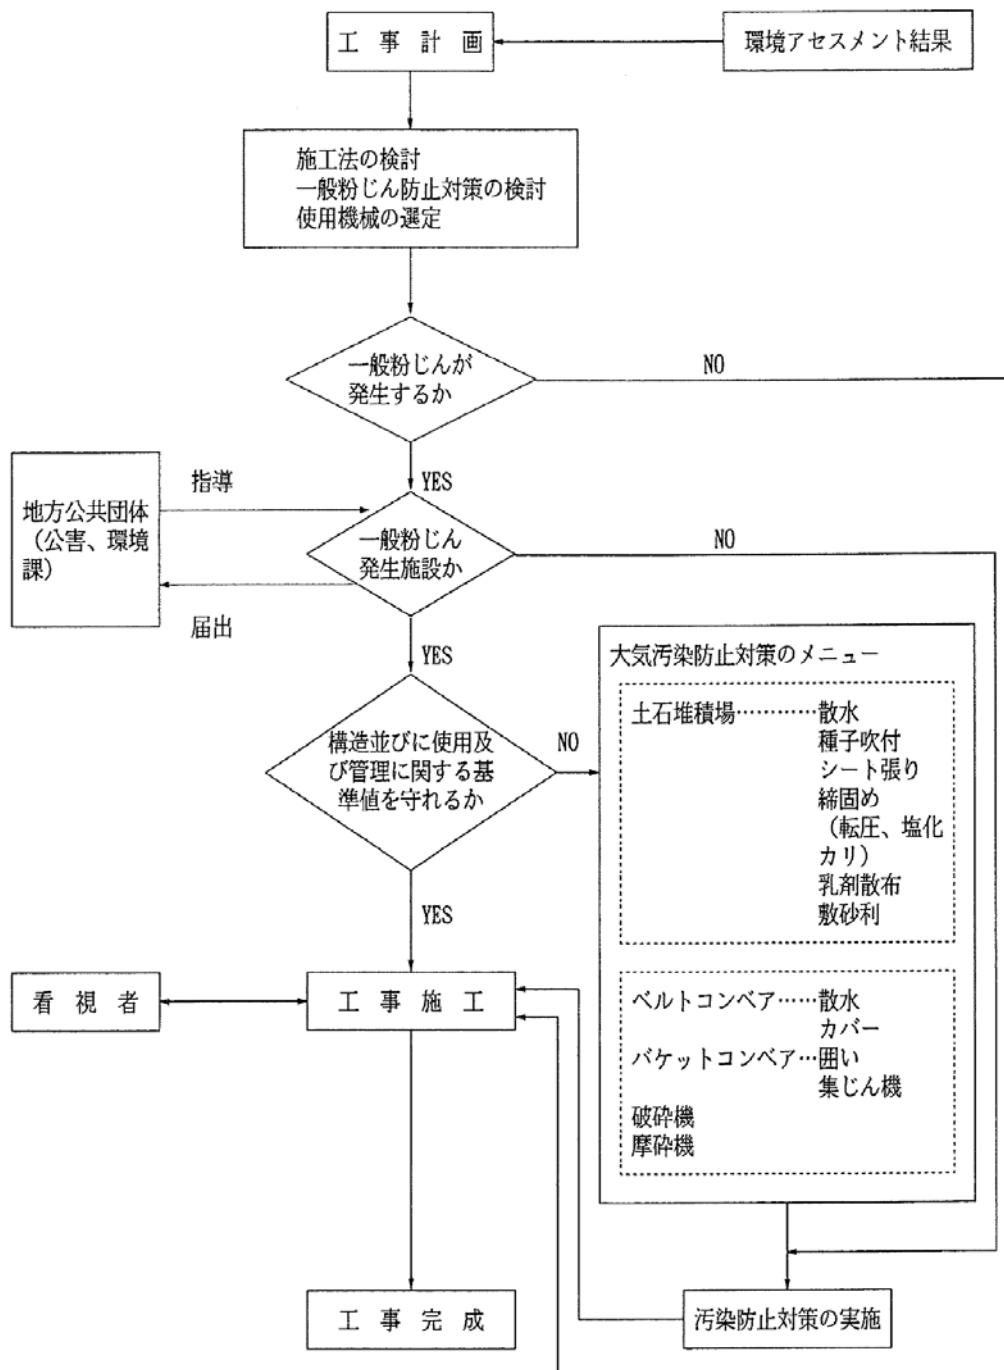 工事計画
環境アセスメント結果
施工法の検討
一般粉じん防止対策の検討
使用機械の選定
一般粉じんが
発生するか
NO
YES
指導
地方公共団体
（公害、環境
課）
届出
一般粉じん
発生施設か
NO
YES
構造並びに使用及
び管理に関する基
準値を守れるか
NO
YES
大気汚染防止対策のメニュー
土石堆積場…………散水
種子吹付
シート張り
締固め
（転圧、塩化
カリ）
乳剤散布
敷砂利
ベルトコンベア……散水
カバー
バケットコンベア…囲い
集じん機
破砕機
摩砕機
看視者
工事施工
工事完成
汚染防止対策の実施